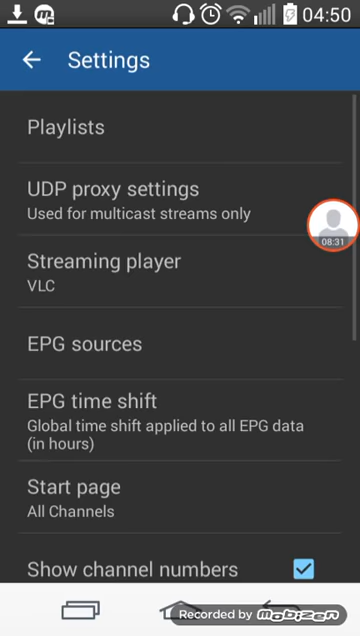 04:50
Settings
Playlists
UDP proxy settings
Used for multicast streams only
08:31
Streaming player
VLC
EPG sources
EPG time shift
Global time shift applied to all EPG data
(in hours)
Start page
All Channels
Show channel numbers
Recorded by mobizen